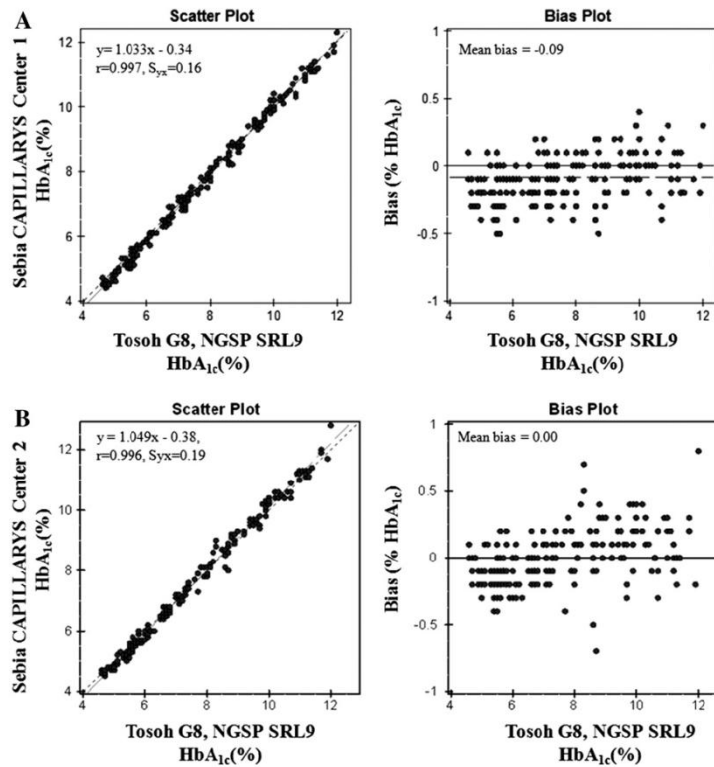 A
Scatter Plot
y= 1.033x - 0.34
r=0.997, Syx=0.16
Sebia CAPILLARYS Center 1
HbA1c(%)
12
10
8
6
4
4 6 8 10 12
Tosoh G8, NGSP SRL9
HbA1c(%)
Bias Plot
Mean bias = -0.09
Bias (% HbA1c)
1
0.5
0
-0.5
-1
4 6 8 10 12
Tosoh G8, NGSP SRL9
HbA1c(%)
B
Scatter Plot
y = 1.049x - 0.38,
r=0.996, Syx=0.19
Sebia CAPILLARYS Center 2
HbA1c(%)
12
10
8
6
4
4 6 8 10 12
Tosoh G8, NGSP SRL9
HbA1c(%)
Bias Plot
Mean bias = 0.00
Bias (% HbA1c)
1
0.5
0
-0.5
-1
4 6 8 10 12
Tosoh G8, NGSP SRL9
HbA1c(%)